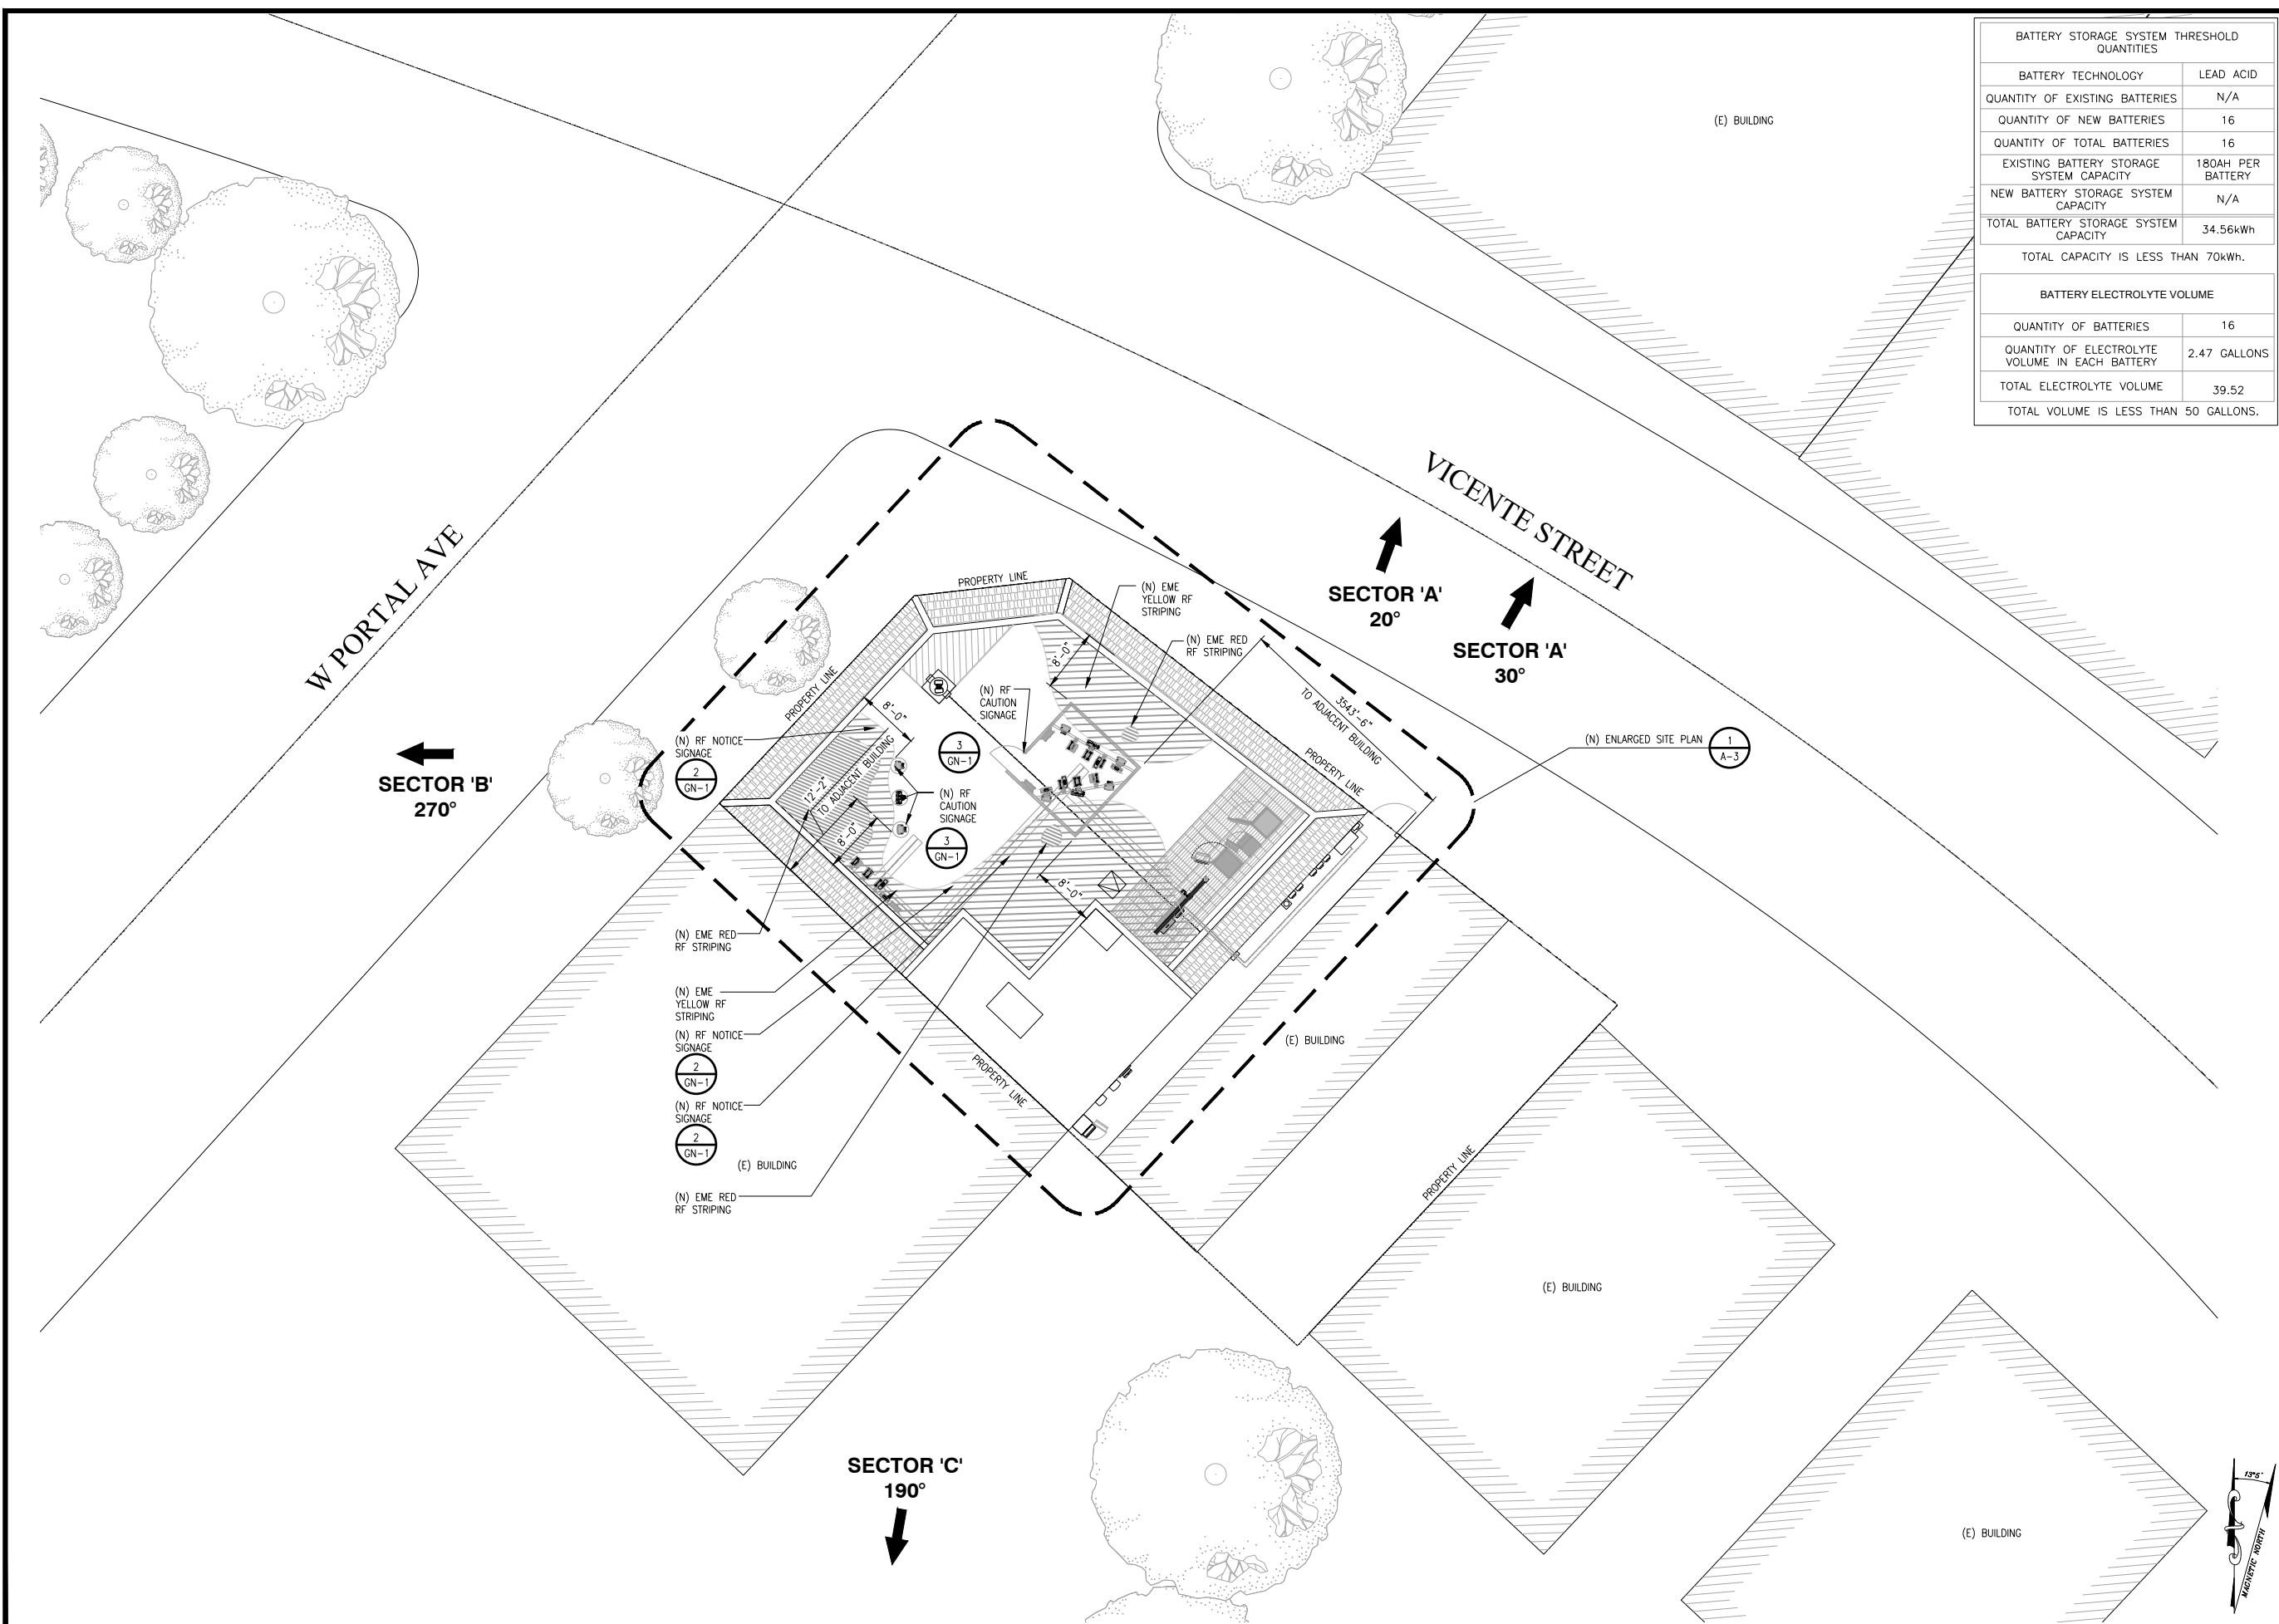 BATTERY STORAGE SYSTEM THRESHOLD
QUANTITIES
BATTERY TECHNOLOGY LEAD ACID
QUANTITY OF EXISTING BATTERIES N/A
QUANTITY OF NEW BATTERIES 16
QUANTITY OF TOTAL BATTERIES 16
EXISTING BATTERY STORAGE
SYSTEM CAPACITY
180AH PER
BATTERY
NEW BATTERY STORAGE SYSTEM
CAPACITY
N/A
TOTAL BATTERY STORAGE SYSTEM
CAPACITY
34.56kWh
TOTAL CAPACITY IS LESS THAN 70kWh.
BATTERY ELECTROLYTE VOLUME
QUANTITY OF BATTERIES 16
QUANTITY OF ELECTROLYTE
VOLUME IN EACH BATTERY
2.47 GALLONS
TOTAL ELECTROLYTE VOLUME 39.52
TOTAL VOLUME IS LESS THAN 50 GALLONS.
(E) BUILDING
VICENTE STREET
W PORTAL AVE
SECTOR 'A'
20°
SECTOR 'A'
30°
SECTOR 'B'
270°
PROPERTY LINE
(N) EME
YELLOW RF
STRIPING
(N) EME RED
RF STRIPING
8'-0"
(N) RF
CAUTION
SIGNAGE
3
GN-1
PROPERTY LINE
8'-0"
3543'-6"
TO ADJACENT BUILDING
PROPERTY LINE
(N) ENLARGED SITE PLAN
1
A-3
(N) RF NOTICE
SIGNAGE
2
GN-1
12'-2"
TO ADJACENT BUILDING
8'-0"
(N) RF
CAUTION
SIGNAGE
3
GN-1
8'-0"
(N) EME RED
RF STRIPING
(N) EME
YELLOW RF
STRIPING
(N) RF NOTICE
SIGNAGE
2
GN-1
(N) RF NOTICE
SIGNAGE
2
GN-1
(E) BUILDING
(N) EME RED
RF STRIPING
PROPERTY LINE
(E) BUILDING
PROPERTY LINE
(E) BUILDING
(E) BUILDING
SECTOR 'C'
190°
13°5'
MAGNETIC NORTH